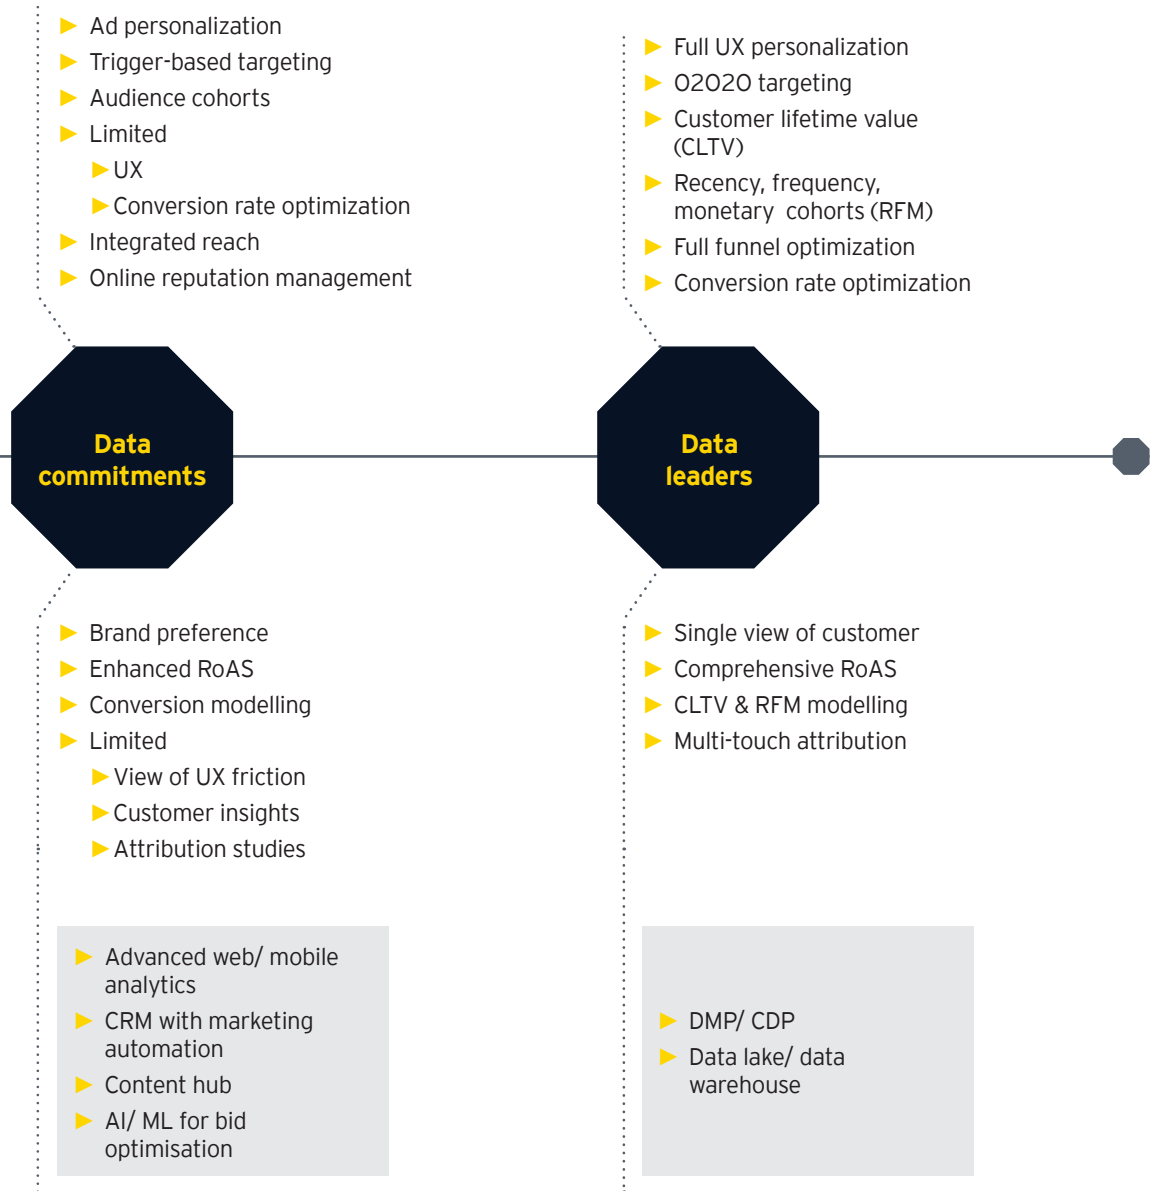 Ad personalization
Trigger-based targeting
Audience cohorts
Limited
UX
Conversion rate optimization
Integrated reach
Online reputation management
Full UX personalization
O2O2O targeting
Customer lifetime value
(CLTV)
Recency, frequency,
monetary cohorts (RFM)
Full funnel optimization
Conversion rate optimization
Data
commitments
Data
leaders
Brand preference
Enhanced RoAS
Conversion modelling
Limited
View of UX friction
Customer insights
Attribution studies
Single view of customer
Comprehensive RoAS
CLTV & RFM modelling
Multi-touch attribution
Advanced web/ mobile
analytics
CRM with marketing
automation
Content hub
AI/ ML for bid
optimisation
DMP/ CDP
Data lake/ data
warehouse